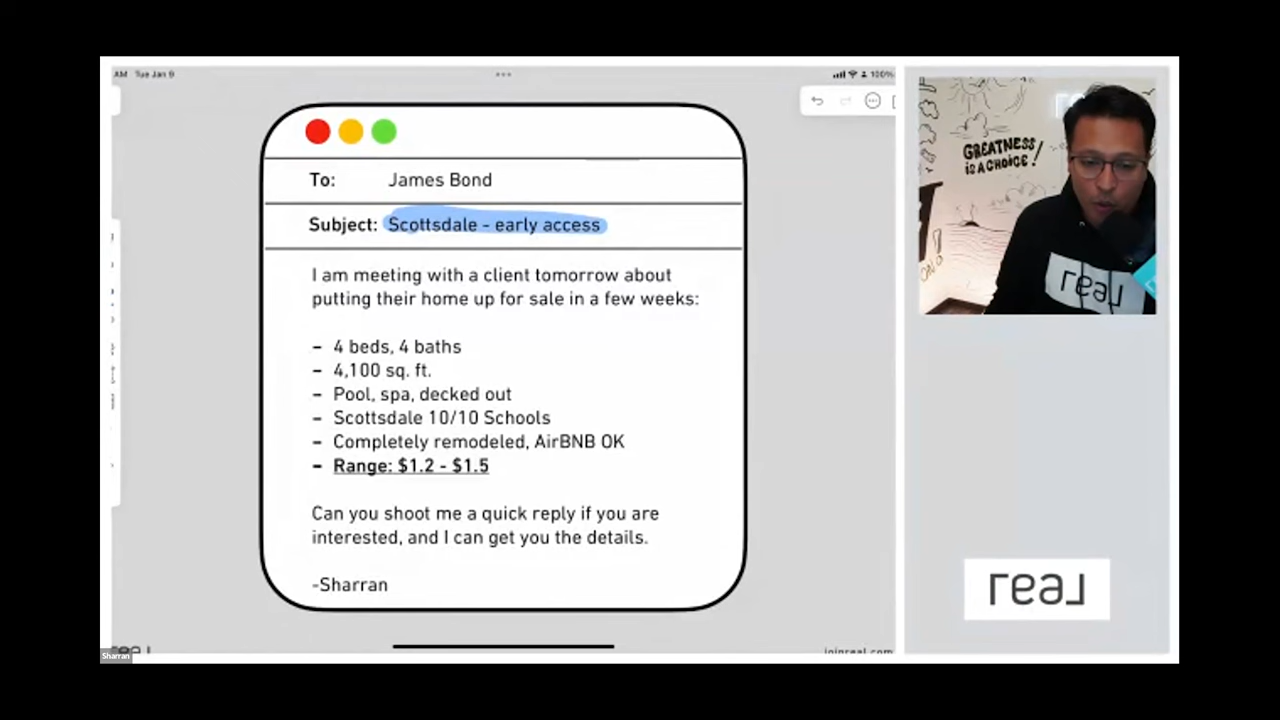 AM Tue Jan 9
100%
To: James Bond
Subject: Scottsdale - early access
I am meeting with a client tomorrow about
putting their home up for sale in a few weeks:
- 4 beds, 4 baths
- 4,100 sq. ft.
- Pool, spa, decked out
- Scottsdale 10/10 Schools
- Completely remodeled, AirBNB OK
- Range: $1.2 - $1.5
Can you shoot me a quick reply if you are
interested, and I can get you the details.
-Sharran
joinreal.com
Sharran
GREATNESS
is A CHOiCE!
real
real